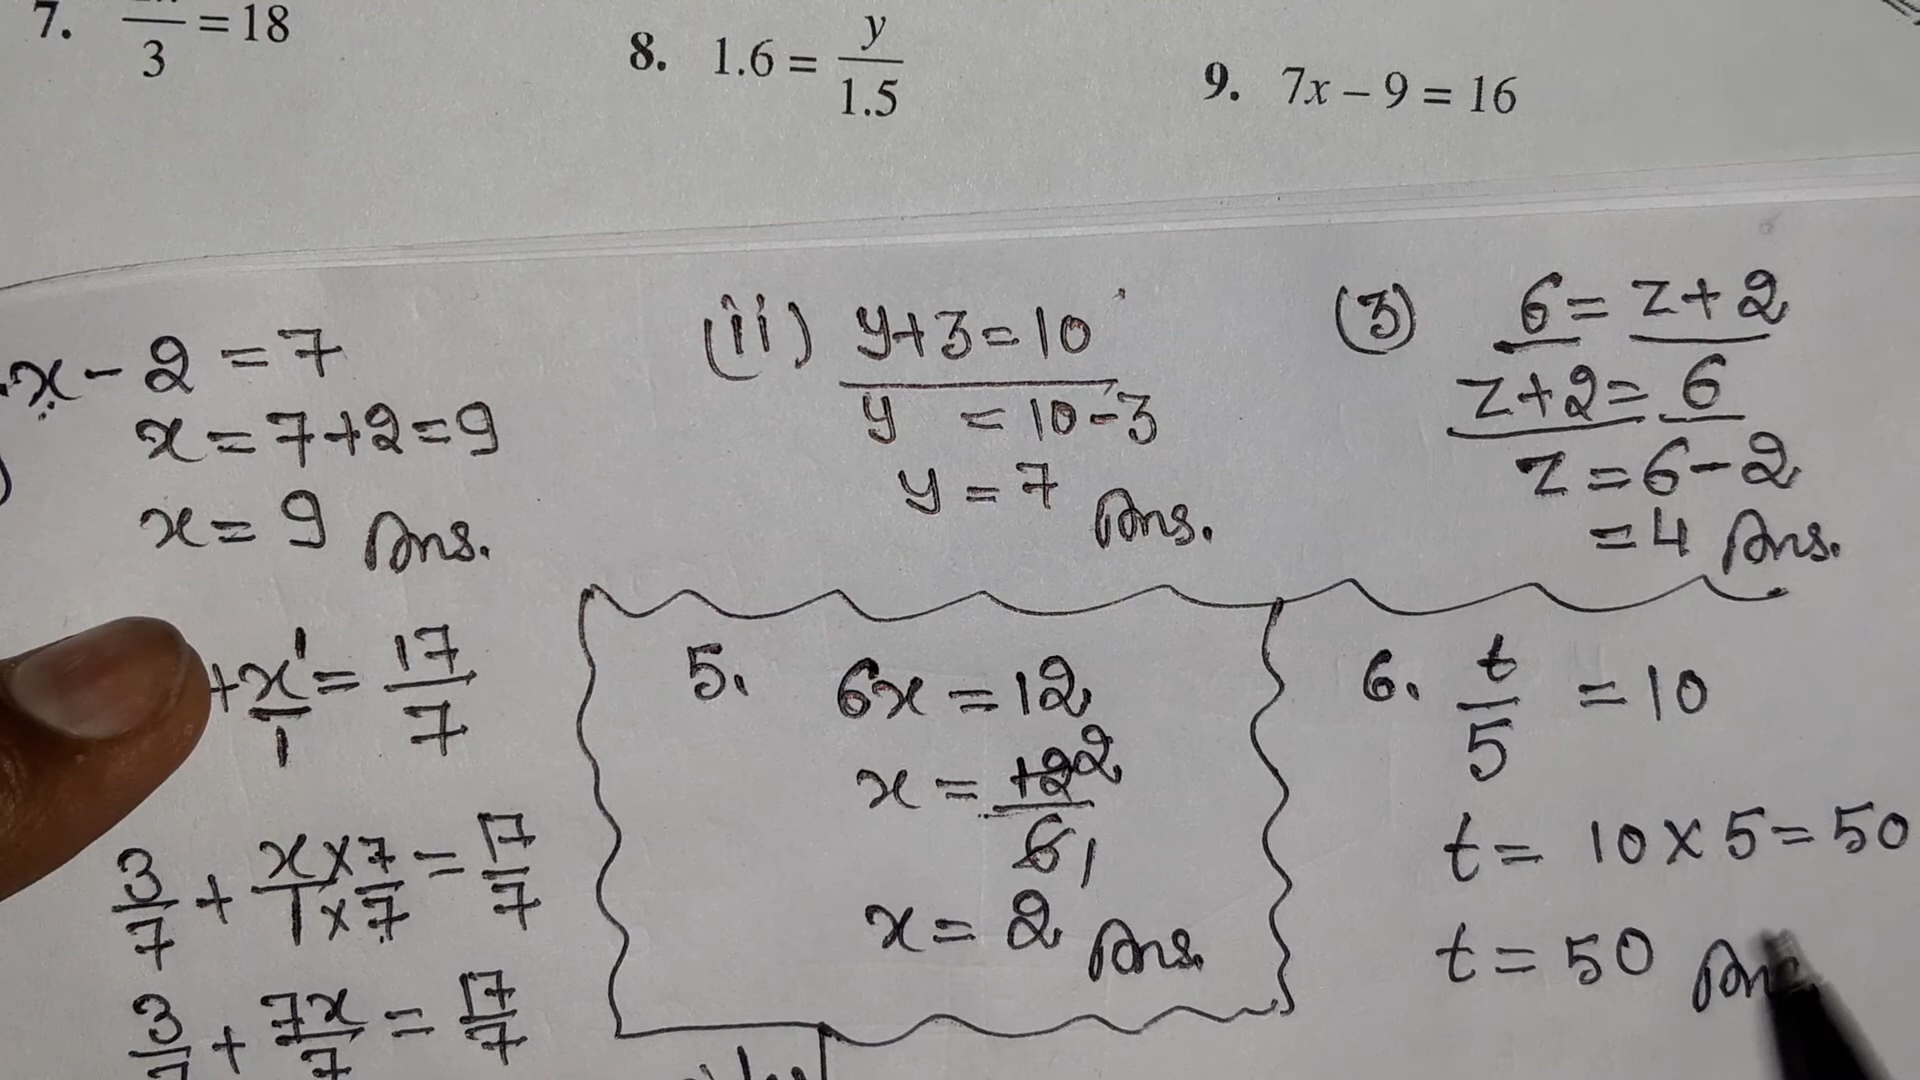 7. /3 = 18
8. 1.6 = y/1.5
9. 7x – 9 = 16
x - 2 = 7
x = 7+2 = 9
x = 9 Ans.
(ii) y+3=10
y = 10-3
y = 7 Ans.
(3) 6 = z+2
z+2 = 6
z = 6-2
= 4 Ans.
+ x/1 = 17/7
3/7 + x×7/1×7 = 17/7
3/7 + 7x/7 = 17/7
5. 6x = 12
x = 12 2/6 1
x = 2 Ans.
6. t/5 = 10
t = 10 × 5 = 50
t = 50